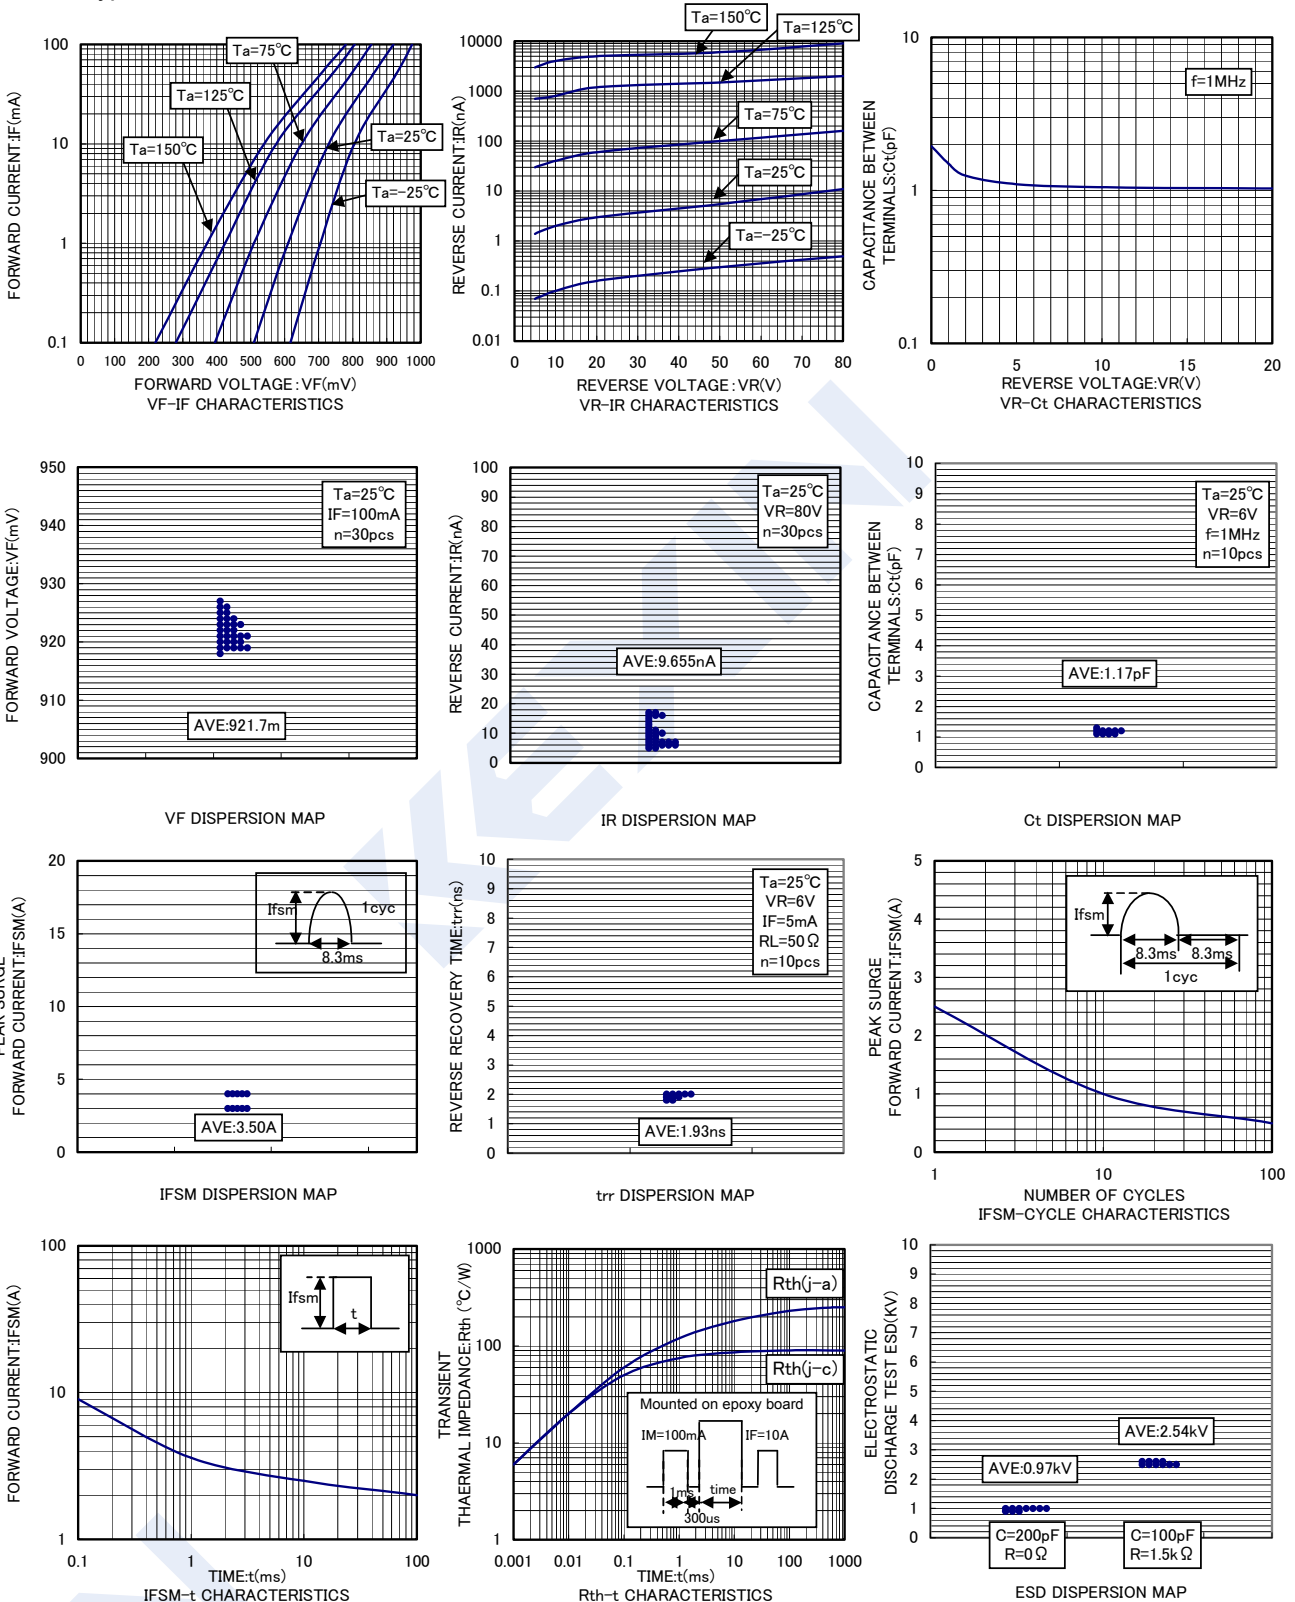 Ta=150℃
Ta=125℃
Ta=75℃
Ta=125℃
Ta=150℃
Ta=25℃
Ta=-25℃
FORWARD CURRENT:IF(mA)
100
10
1
0.1
0 100 200 300 400 500 600 700 800 900 1000
FORWARD VOLTAGE:VF(mV)
VF-IF CHARACTERISTICS
REVERSE CURRENT:IR(nA)
10000
1000
100
10
1
0.1
0.01
Ta=75℃
Ta=25℃
Ta=-25℃
0 10 20 30 40 50 60 70 80
REVERSE VOLTAGE:VR(V)
VR-IR CHARACTERISTICS
CAPACITANCE BETWEEN
TERMINALS:Ct(pF)
10
1
0.1
f=1MHz
0 5 10 15 20
REVERSE VOLTAGE:VR(V)
VR-Ct CHARACTERISTICS
FORWARD VOLTAGE:VF(mV)
950
940
930
920
910
900
Ta=25℃
IF=100mA
n=30pcs
AVE:921.7m
VF DISPERSION MAP
REVERSE CURRENT:IR(nA)
100
90
80
70
60
50
40
30
20
10
0
Ta=25℃
VR=80V
n=30pcs
AVE:9.655nA
IR DISPERSION MAP
CAPACITANCE BETWEEN
TERMINALS:Ct(pF)
10
9
8
7
6
5
4
3
2
1
0
Ta=25℃
VR=6V
f=1MHz
n=10pcs
AVE:1.17pF
Ct DISPERSION MAP
KEXIN
FORWARD CURRENT:IFSM(A)
20
15
10
5
0
Ifsm
1cyc
8.3ms
AVE:3.50A
IFSM DISPERSION MAP
REVERSE RECOVERY TIME:trr(ns)
10
9
8
7
6
5
4
3
2
1
0
Ta=25℃
VR=6V
IF=5mA
RL=50Ω
n=10pcs
AVE:1.93ns
trr DISPERSION MAP
PEAK SURGE
FORWARD CURRENT:IFSM(A)
5
4
3
2
1
0
Ifsm
8.3ms 8.3ms
1cyc
1 10 100
NUMBER OF CYCLES
IFSM-CYCLE CHARACTERISTICS
FORWARD CURRENT:IFSM(A)
100
10
1
Ifsm
t
0.1 1 10 100
TIME:t(ms)
IFSM-t CHARACTERISTICS
TRANSIENT
THAERMAL IMPEDANCE:Rth (℃/W)
1000
100
10
1
Rth(j-a)
Rth(j-c)
Mounted on epoxy board
IM=100mA IF=10A
1ms time
300us
0.001 0.01 0.1 1 10 100 1000
TIME:t(ms)
Rth-t CHARACTERISTICS
ELECTROSTATIC
DISCHARGE TEST ESD(KV)
10
9
8
7
6
5
4
3
2
1
0
AVE:2.54kV
AVE:0.97kV
C=200pF
R=0Ω
C=100pF
R=1.5kΩ
ESD DISPERSION MAP